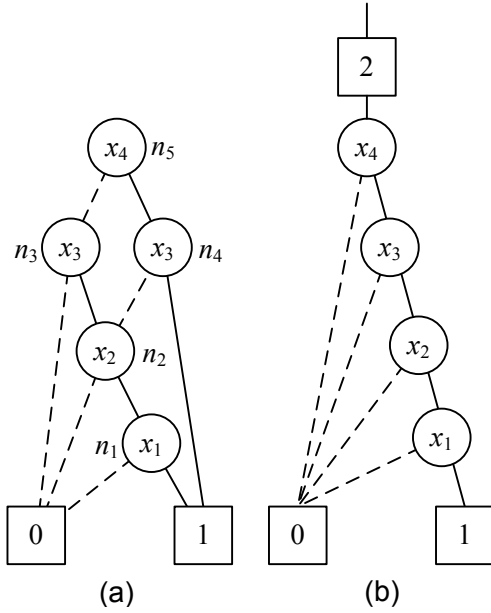 2
x₄ n₅ x₄
n₃ x₃ x₃ n₄ x₃
x₂ n₂ x₂
n₁ x₁ x₁
0 1 0 1
(a) (b)